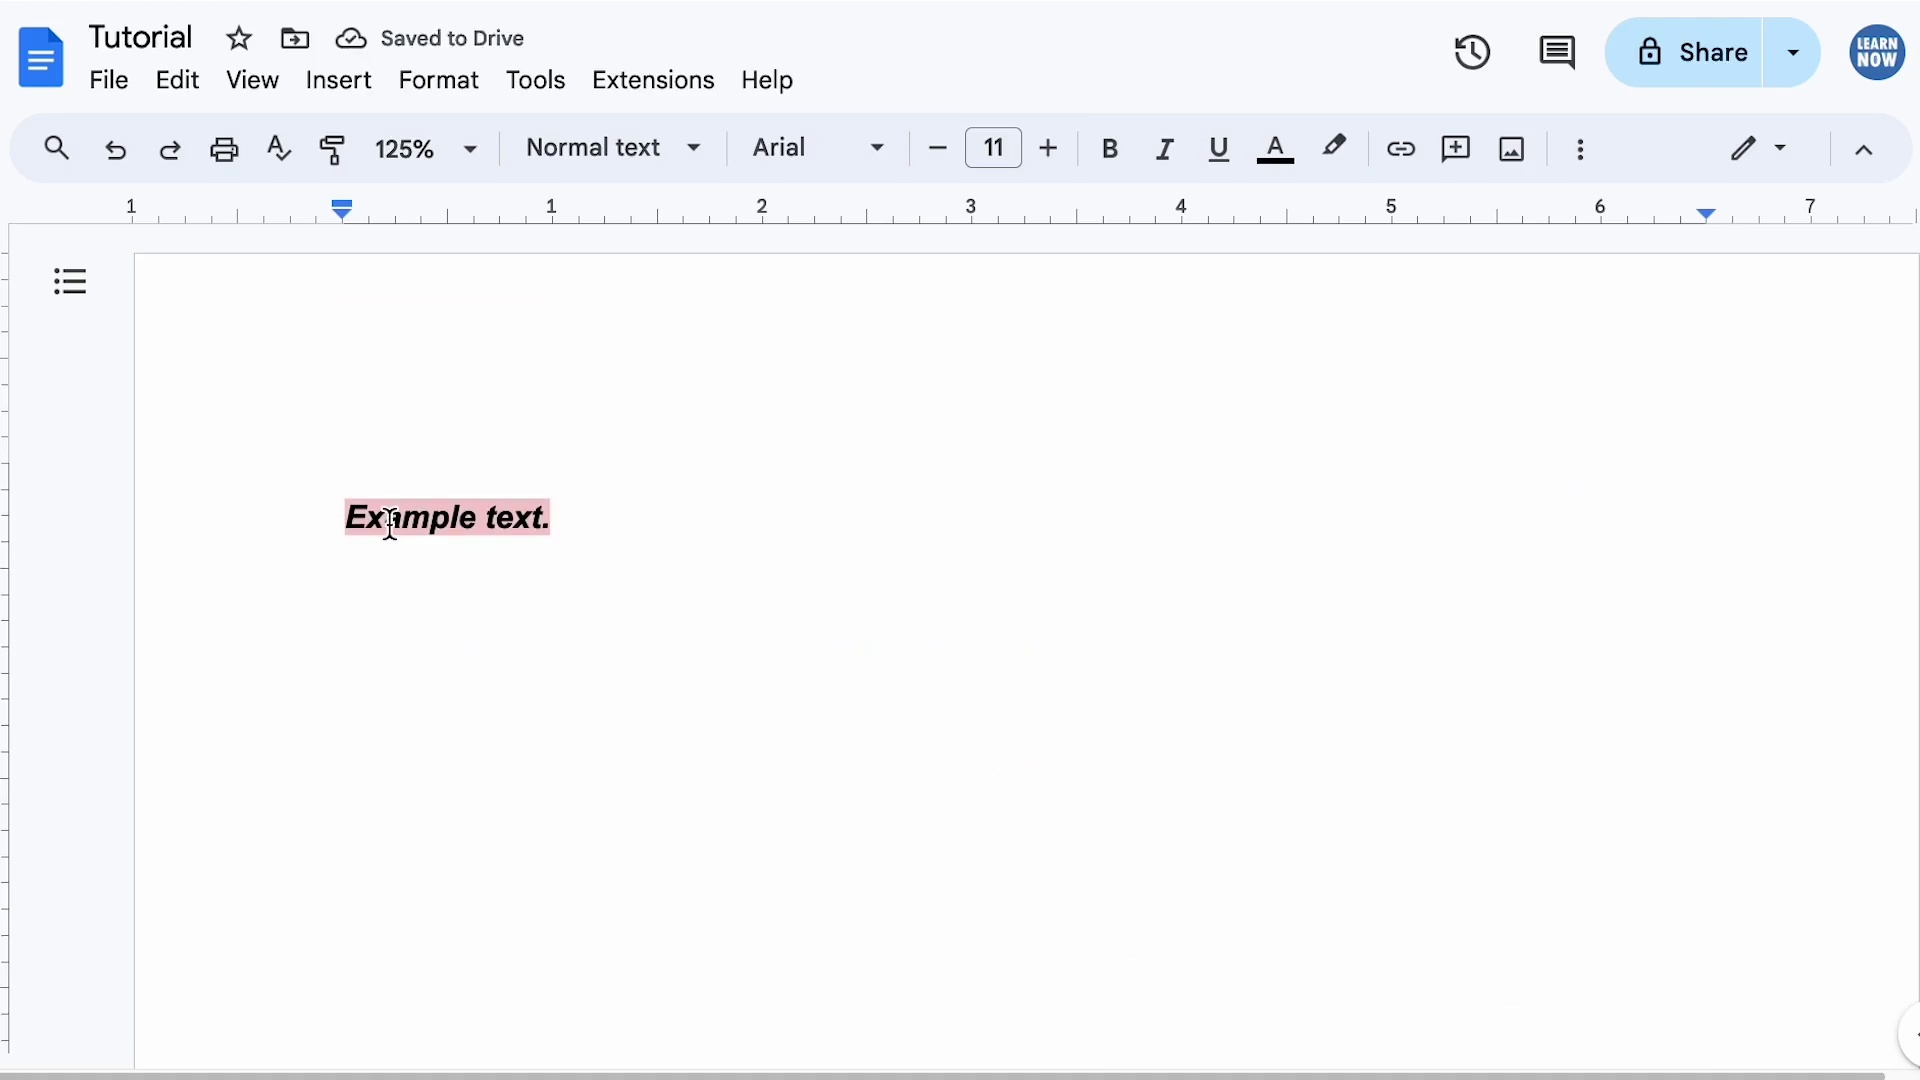 Tutorial
Saved to Drive
File Edit View Insert Format Tools Extensions Help
Share
LEARN
NOW
125% Normal text Arial 11 B I U A
1 1 2 3 4 5 6 7
Example text.